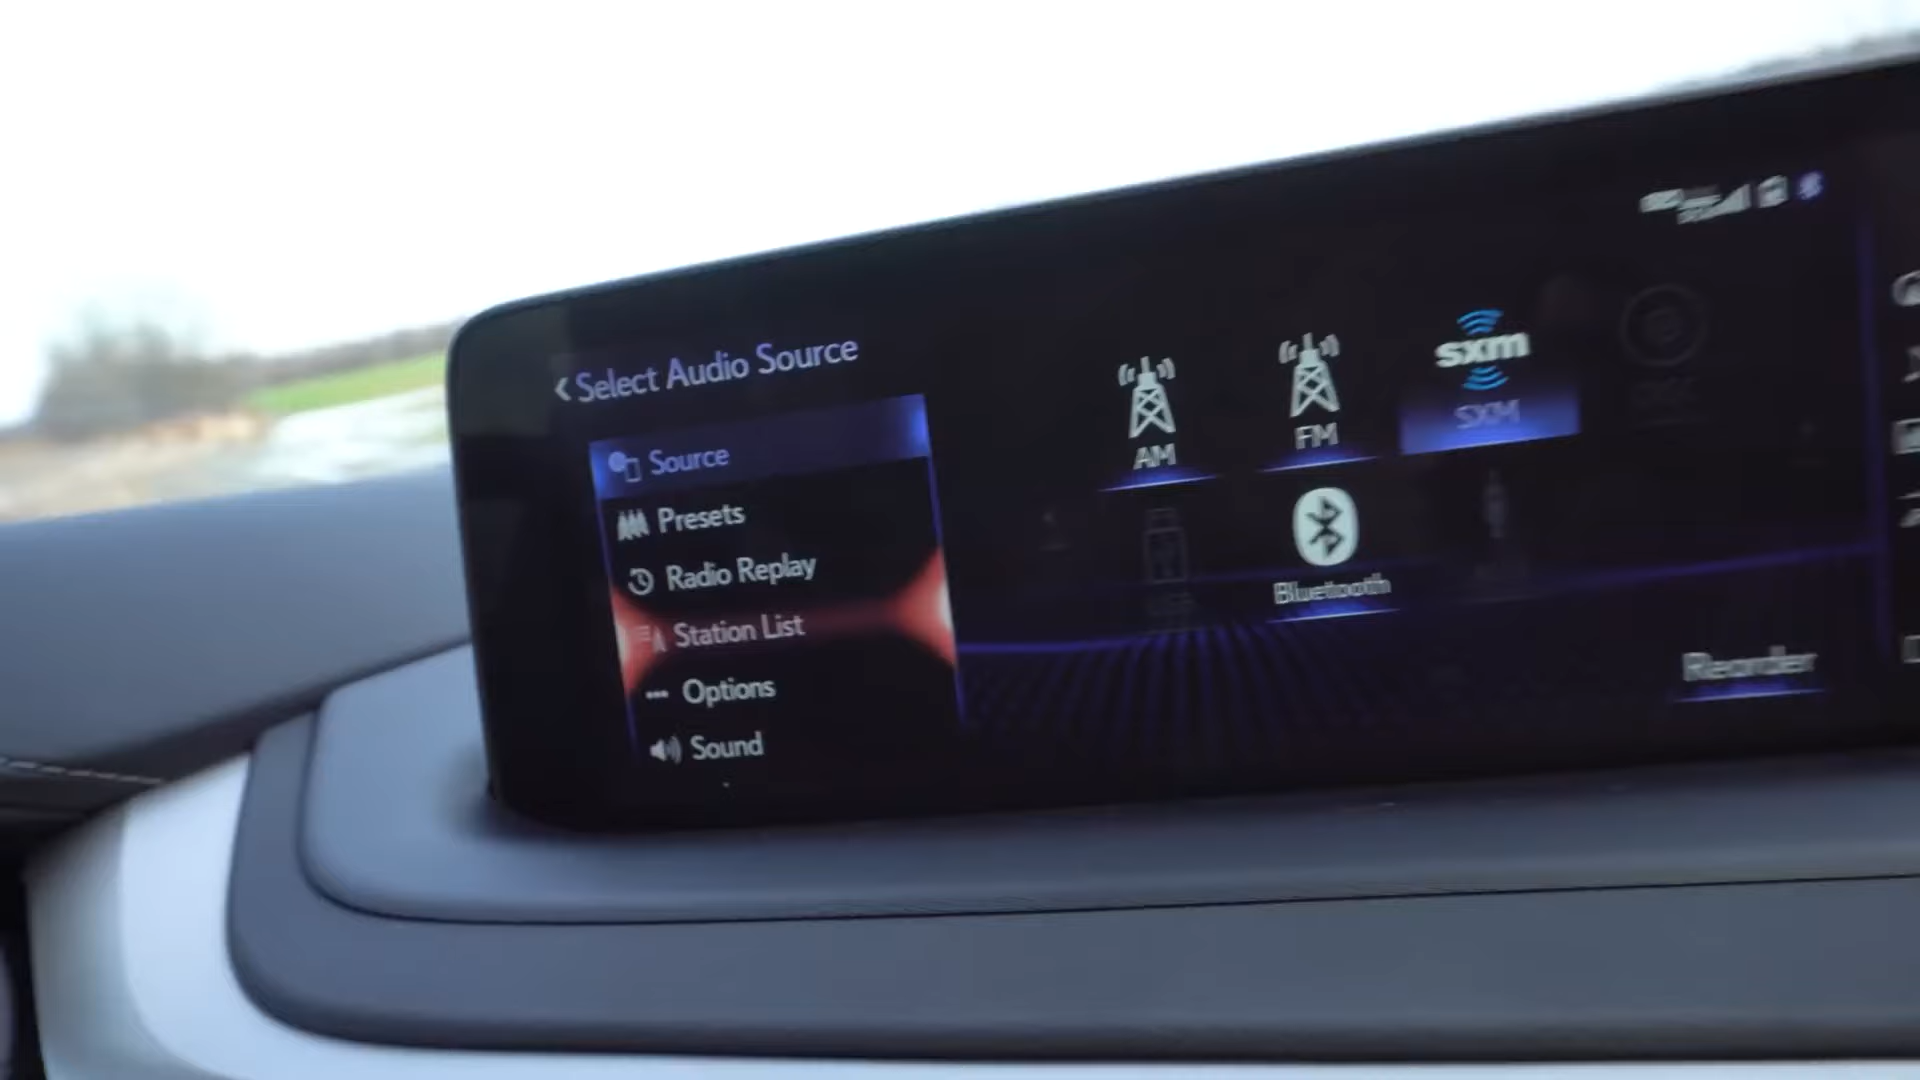 Select Audio Source
Source
Presets
Radio Replay
Station List
Options
Sound
AM
FM
sxm
SXM
Bluetooth
Reorder